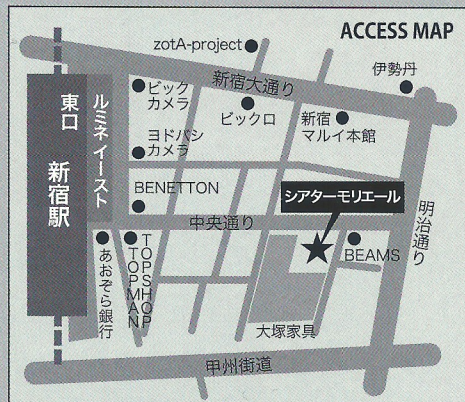 ACCESS MAP
zotA-project
新宿大通り
伊勢丹
ビック
カメラ
ビックロ
新宿
マルイ本館
東口
新宿駅
ルミネイースト
ヨドバシ
カメラ
BENETTON
シアターモリエール
中央通り
明治通り
BEAMS
あおぞら銀行
TOPSHOP
TOPMAN
大塚家具
甲州街道